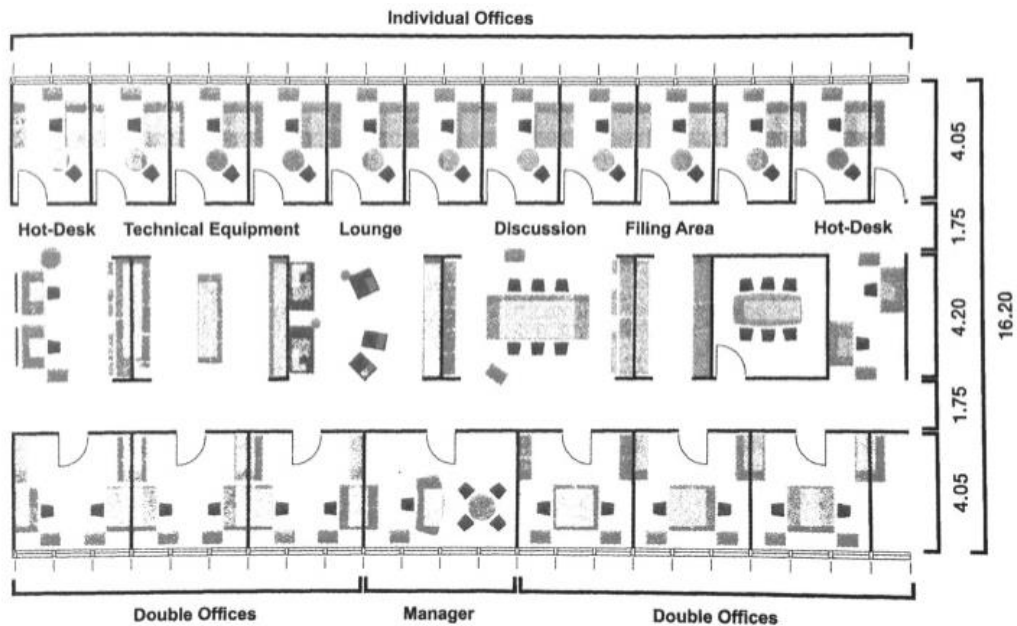 Individual Offices
4.05
Hot-Desk Technical Equipment Lounge Discussion Filing Area Hot-Desk
1.75
4.20
16.20
1.75
4.05
Double Offices Manager Double Offices